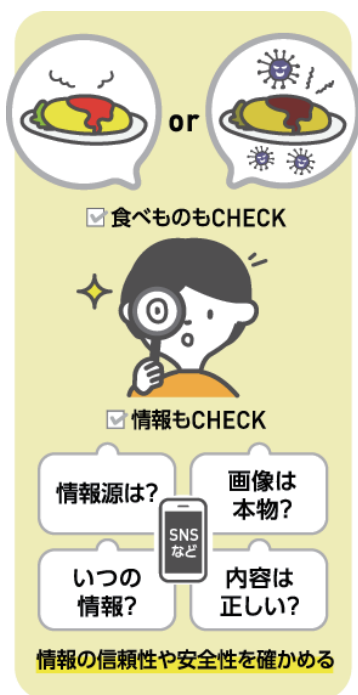 or
食べものもCHECK
情報もCHECK
情報源は?
画像は
本物?
SNS
など
いつの
情報?
内容は
正しい?
情報の信頼性や安全性を確かめる